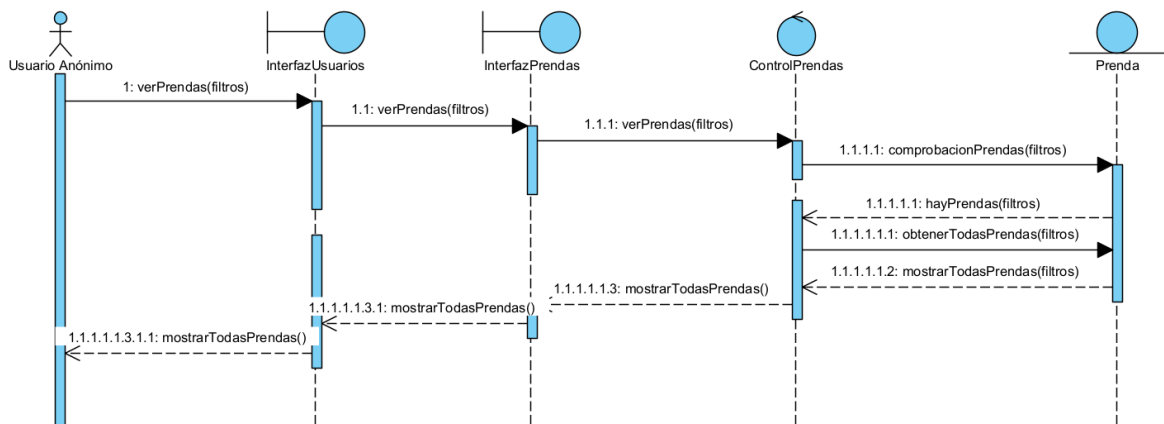 Usuario Anónimo
InterfazUsuarios
InterfazPrendas
ControlPrendas
Prenda
1: verPrendas(filtros)
1.1: verPrendas(filtros)
1.1.1: verPrendas(filtros)
1.1.1.1: comprobacionPrendas(filtros)
1.1.1.1.1: hayPrendas(filtros)
1.1.1.1.1.1: obtenerTodasPrendas(filtros)
1.1.1.1.1.2: mostrarTodasPrendas(filtros)
1.1.1.1.1.3: mostrarTodasPrendas()
1.1.1.1.1.3.1: mostrarTodasPrendas()
1.1.1.1.1.3.1.1: mostrarTodasPrendas()